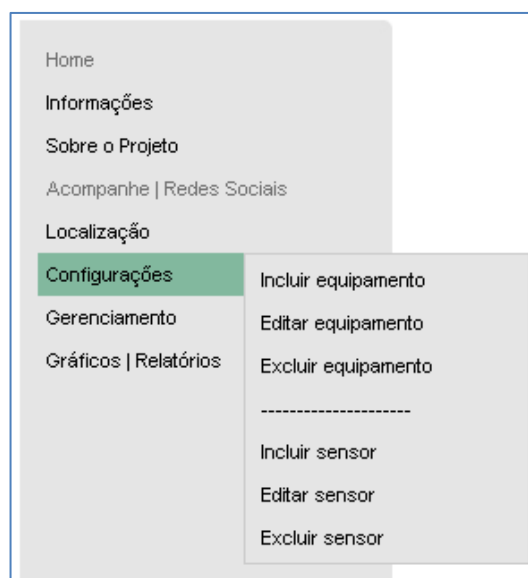 Home
Informações
Sobre o Projeto
Acompanhe | Redes Sociais
Localização
Configurações
Gerenciamento
Gráficos | Relatórios
Incluir equipamento
Editar equipamento
Excluir equipamento
---------------------
Incluir sensor
Editar sensor
Excluir sensor